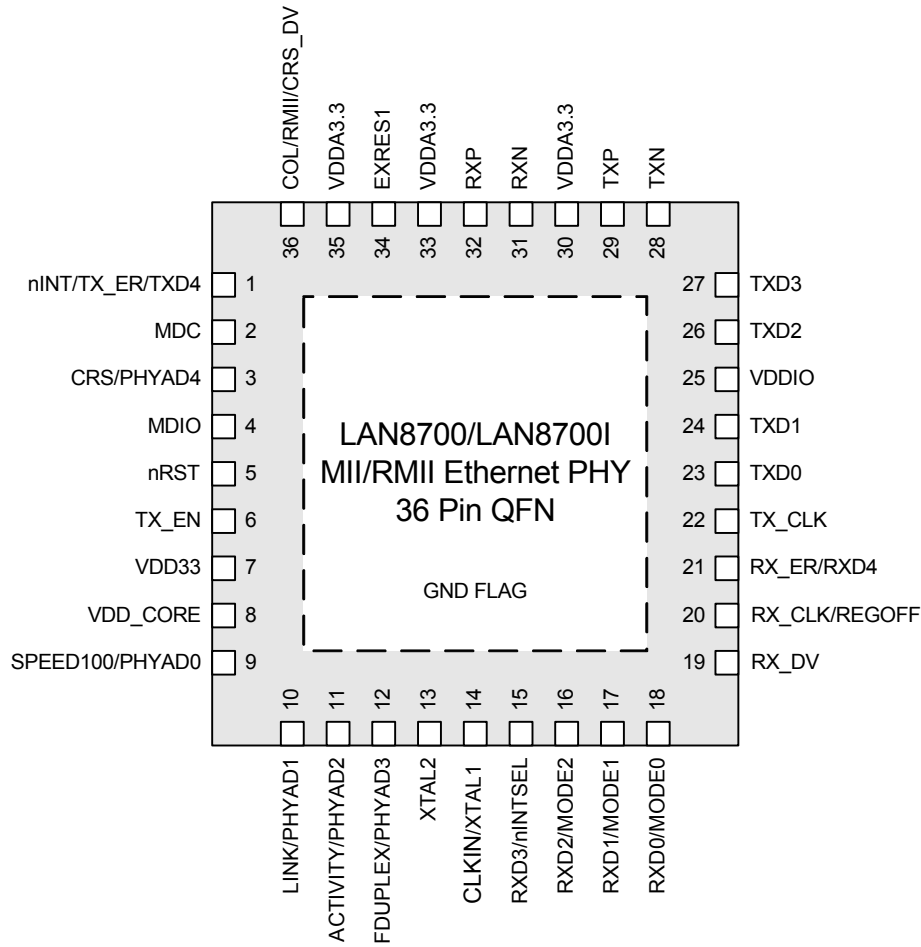 COL/RMII/CRS_DV
VDDA3.3
EXRES1
VDDA3.3
RXP
RXN
VDDA3.3
TXP
TXN
36
35
34
33
32
31
30
29
28
nINT/TX_ER/TXD4 1
MDC 2
CRS/PHYAD4 3
MDIO 4
nRST 5
TX_EN 6
VDD33 7
VDD_CORE 8
SPEED100/PHYAD0 9
27 TXD3
26 TXD2
25 VDDIO
24 TXD1
23 TXD0
22 TX_CLK
21 RX_ER/RXD4
20 RX_CLK/REGOFF
19 RX_DV
LAN8700/LAN8700I
MII/RMII Ethernet PHY
36 Pin QFN
GND FLAG
10
11
12
13
14
15
16
17
18
LINK/PHYAD1
ACTIVITY/PHYAD2
FDUPLEX/PHYAD3
XTAL2
CLKIN/XTAL1
RXD3/nINTSEL
RXD2/MODE2
RXD1/MODE1
RXD0/MODE0